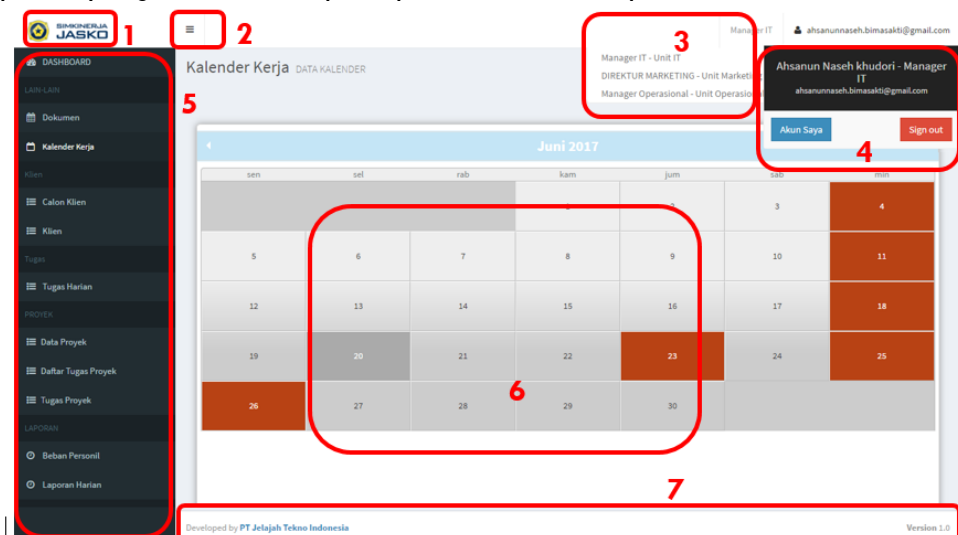 SIMKINERJA
JASKO
1
2
3
Manager IT
ahsanunnaseh.bimasakti@gmail.com
DASHBOARD
LAIN-LAIN
Dokumen
Kalender Kerja
Klien
Calon Klien
Klien
Tugas
Tugas Harian
PROYEK
Data Proyek
Daftar Tugas Proyek
Tugas Proyek
LAPORAN
Beban Personil
Laporan Harian
5
Kalender Kerja DATA KALENDER
Manager IT - Unit IT
DIREKTUR MARKETING - Unit Marketing
Manager Operasional - Unit Operasional
Ahsanun Naseh khudori - Manager
IT
ahsanunnaseh.bimasakti@gmail.com
Akun Saya Sign out
4
Juni 2017
sen sel rab kam jum sab min
1 2 3 4
5 6 7 8 9 10 11
12 13 14 15 16 17 18
19 20 21 22 23 24 25
26 27 28 29 30
6
7
Developed by PT Jelajah Tekno Indonesia
Version 1.0